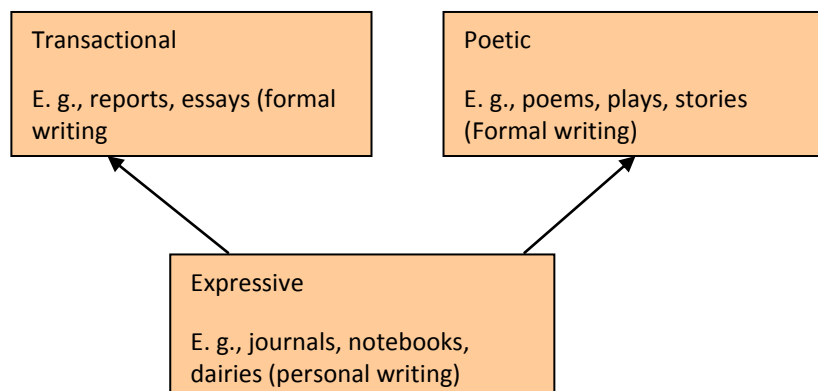 Transactional
E. g., reports, essays (formal
writing
Poetic
E. g., poems, plays, stories
(Formal writing)
Expressive
E. g., journals, notebooks,
dairies (personal writing)